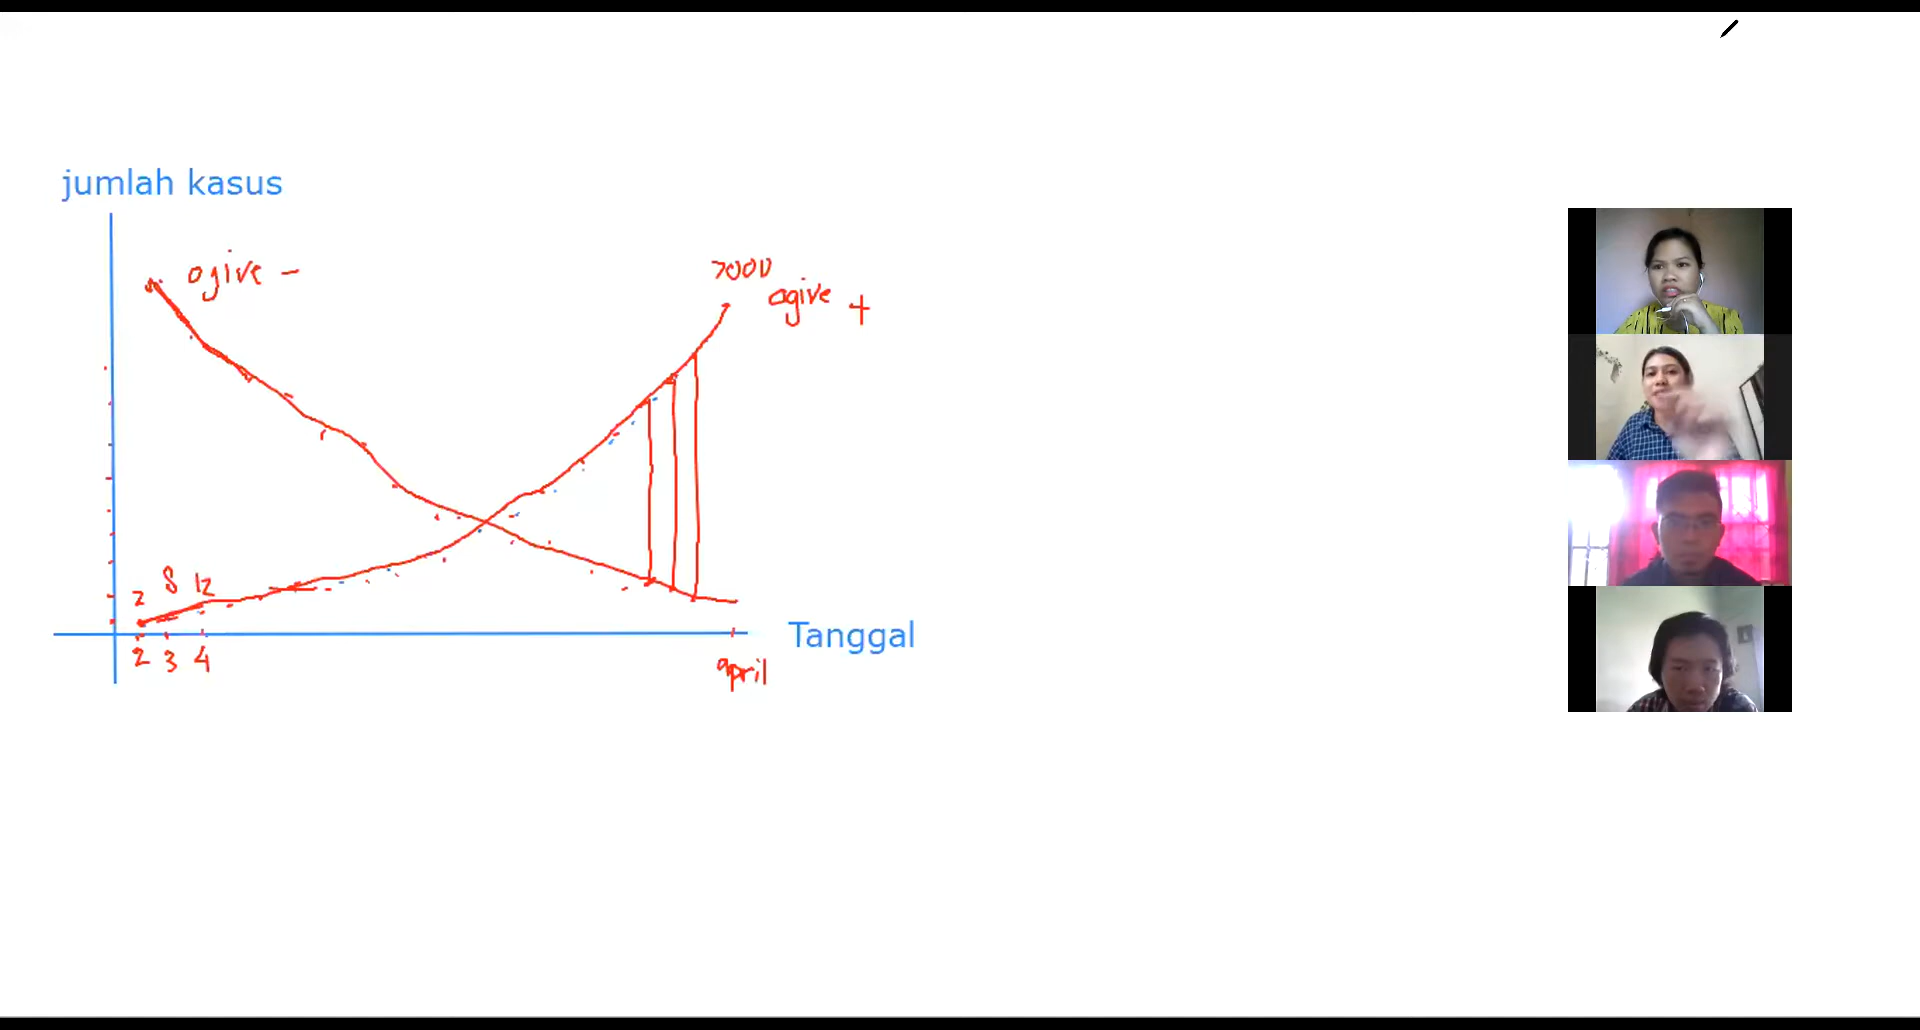 jumlah kasus
ogive -
7000
ogive +
2 8 12
Tanggal
2 3 4
april